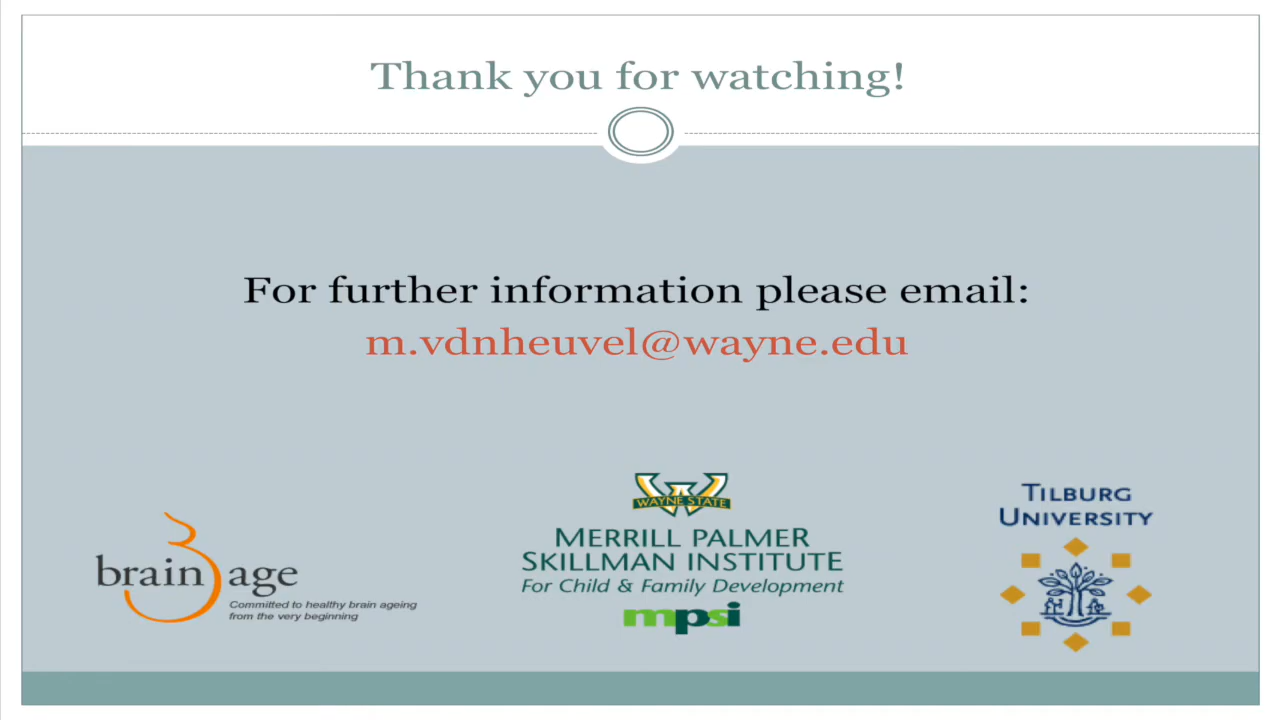 Thank you for watching!
For further information please email:
m.vdnheuvel@wayne.edu
brain age
Committed to healthy brain ageing
from the very beginning
WAYNE STATE
MERRILL PALMER
SKILLMAN INSTITUTE
For Child & Family Development
mpsi
TILBURG
UNIVERSITY